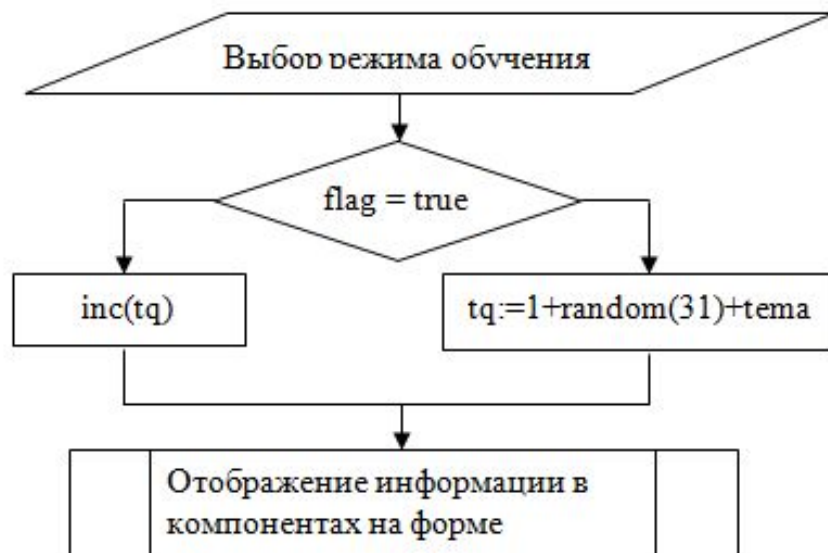 Выбор режима обучения
flag = true
inc(tq)
tq:=1+random(31)+tema
Отображение информации в
компонентах на форме